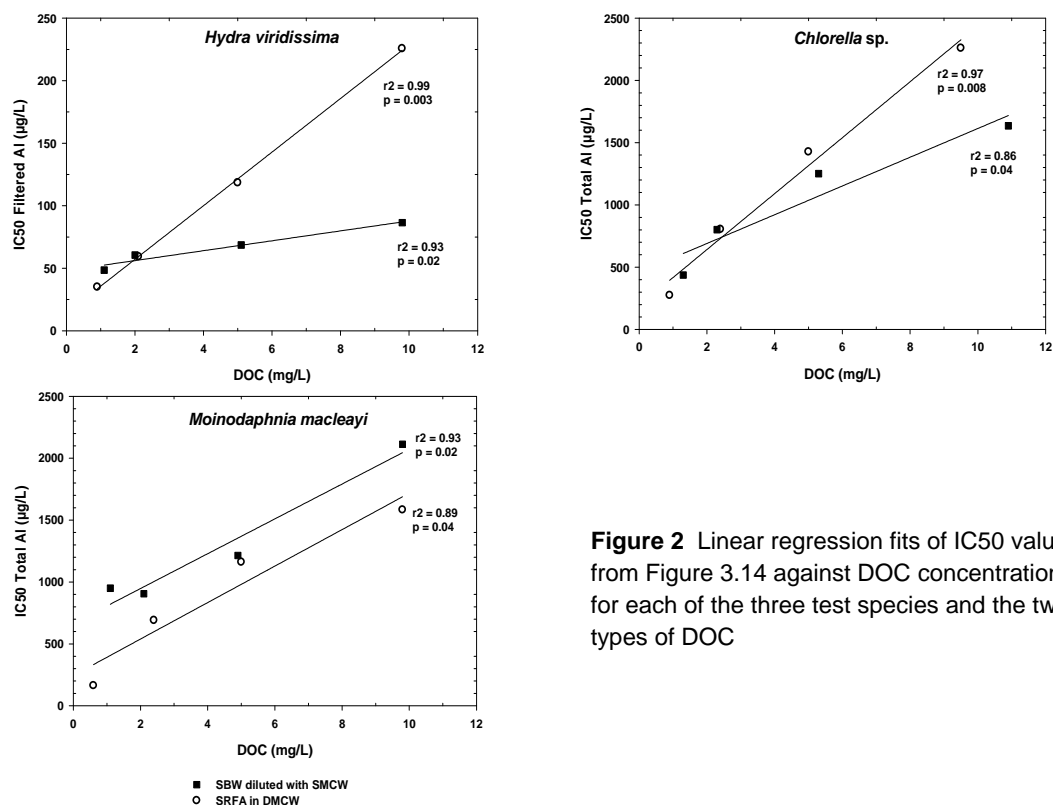 Hydra viridissima
250
200
150
100
50
0
IC50 Filtered Al (µg/L)
r2 = 0.99
p = 0.003
r2 = 0.93
p = 0.02
0 2 4 6 8 10 12
DOC (mg/L)
Chlorella sp.
2500
2000
1500
1000
500
0
IC50 Total Al (µg/L)
r2 = 0.97
p = 0.008
r2 = 0.86
p = 0.04
0 2 4 6 8 10 12
DOC (mg/L)
Moinodaphnia macleayi
2500
2000
1500
1000
500
0
IC50 Total Al (µg/L)
r2 = 0.93
p = 0.02
r2 = 0.89
p = 0.04
0 2 4 6 8 10 12
DOC (mg/L)
SBW diluted with SMCW
SRFA in DMCW
Figure 2 Linear regression fits of IC50 valu
from Figure 3.14 against DOC concentration
for each of the three test species and the tw
types of DOC